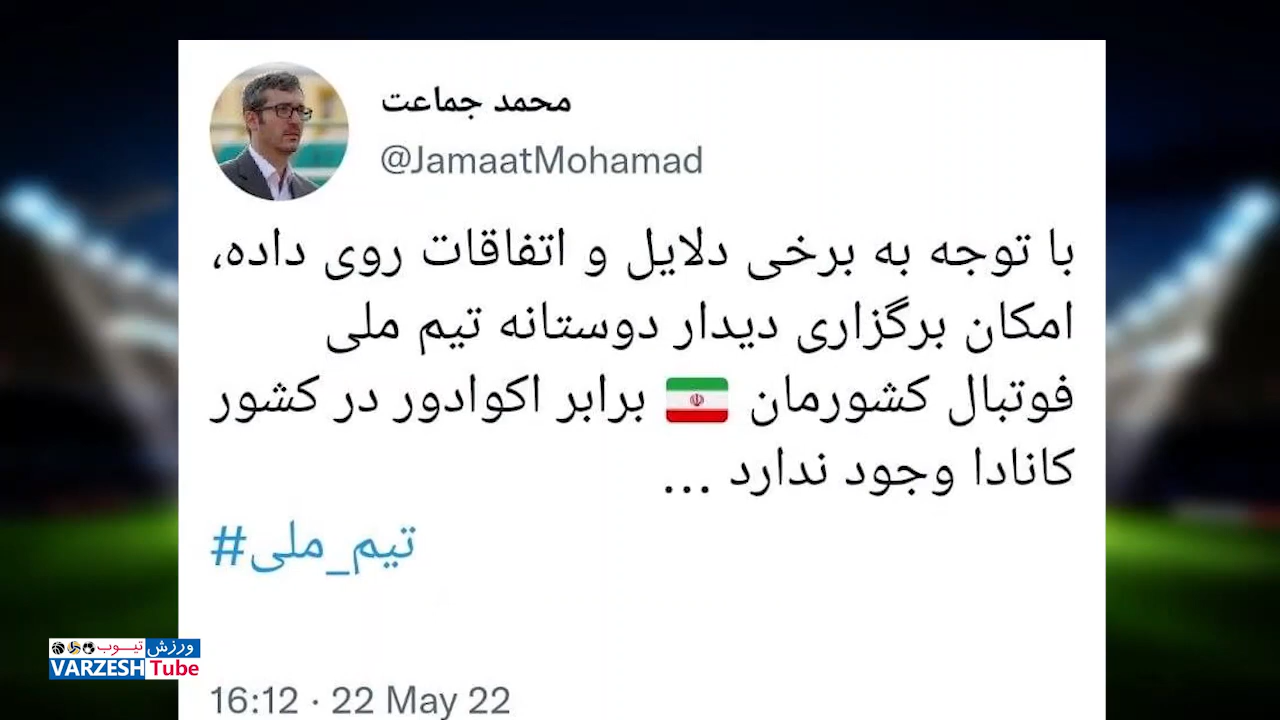 محمد جماعت
@JamaatMohamad
با توجه به برخی دلایل و اتفاقات روی داده،
امکان برگزاری دیدار دوستانه تیم ملی
فوتبال کشورمان 🇮🇷 برابر اکوادور در کشور
کانادا وجود ندارد ...
#تیم_ملی
ورزش تیوب
VARZESH Tube
16:12 · 22 May 22